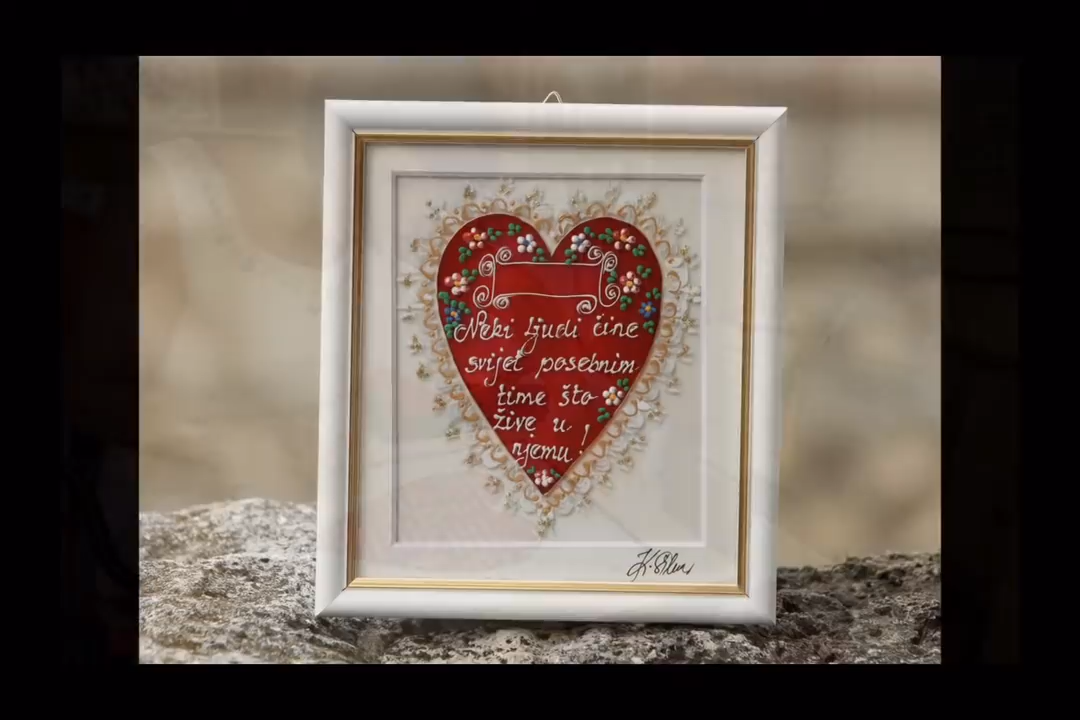 Neki ljudi čine
svijet posebnim
time što
žive u
njemu!